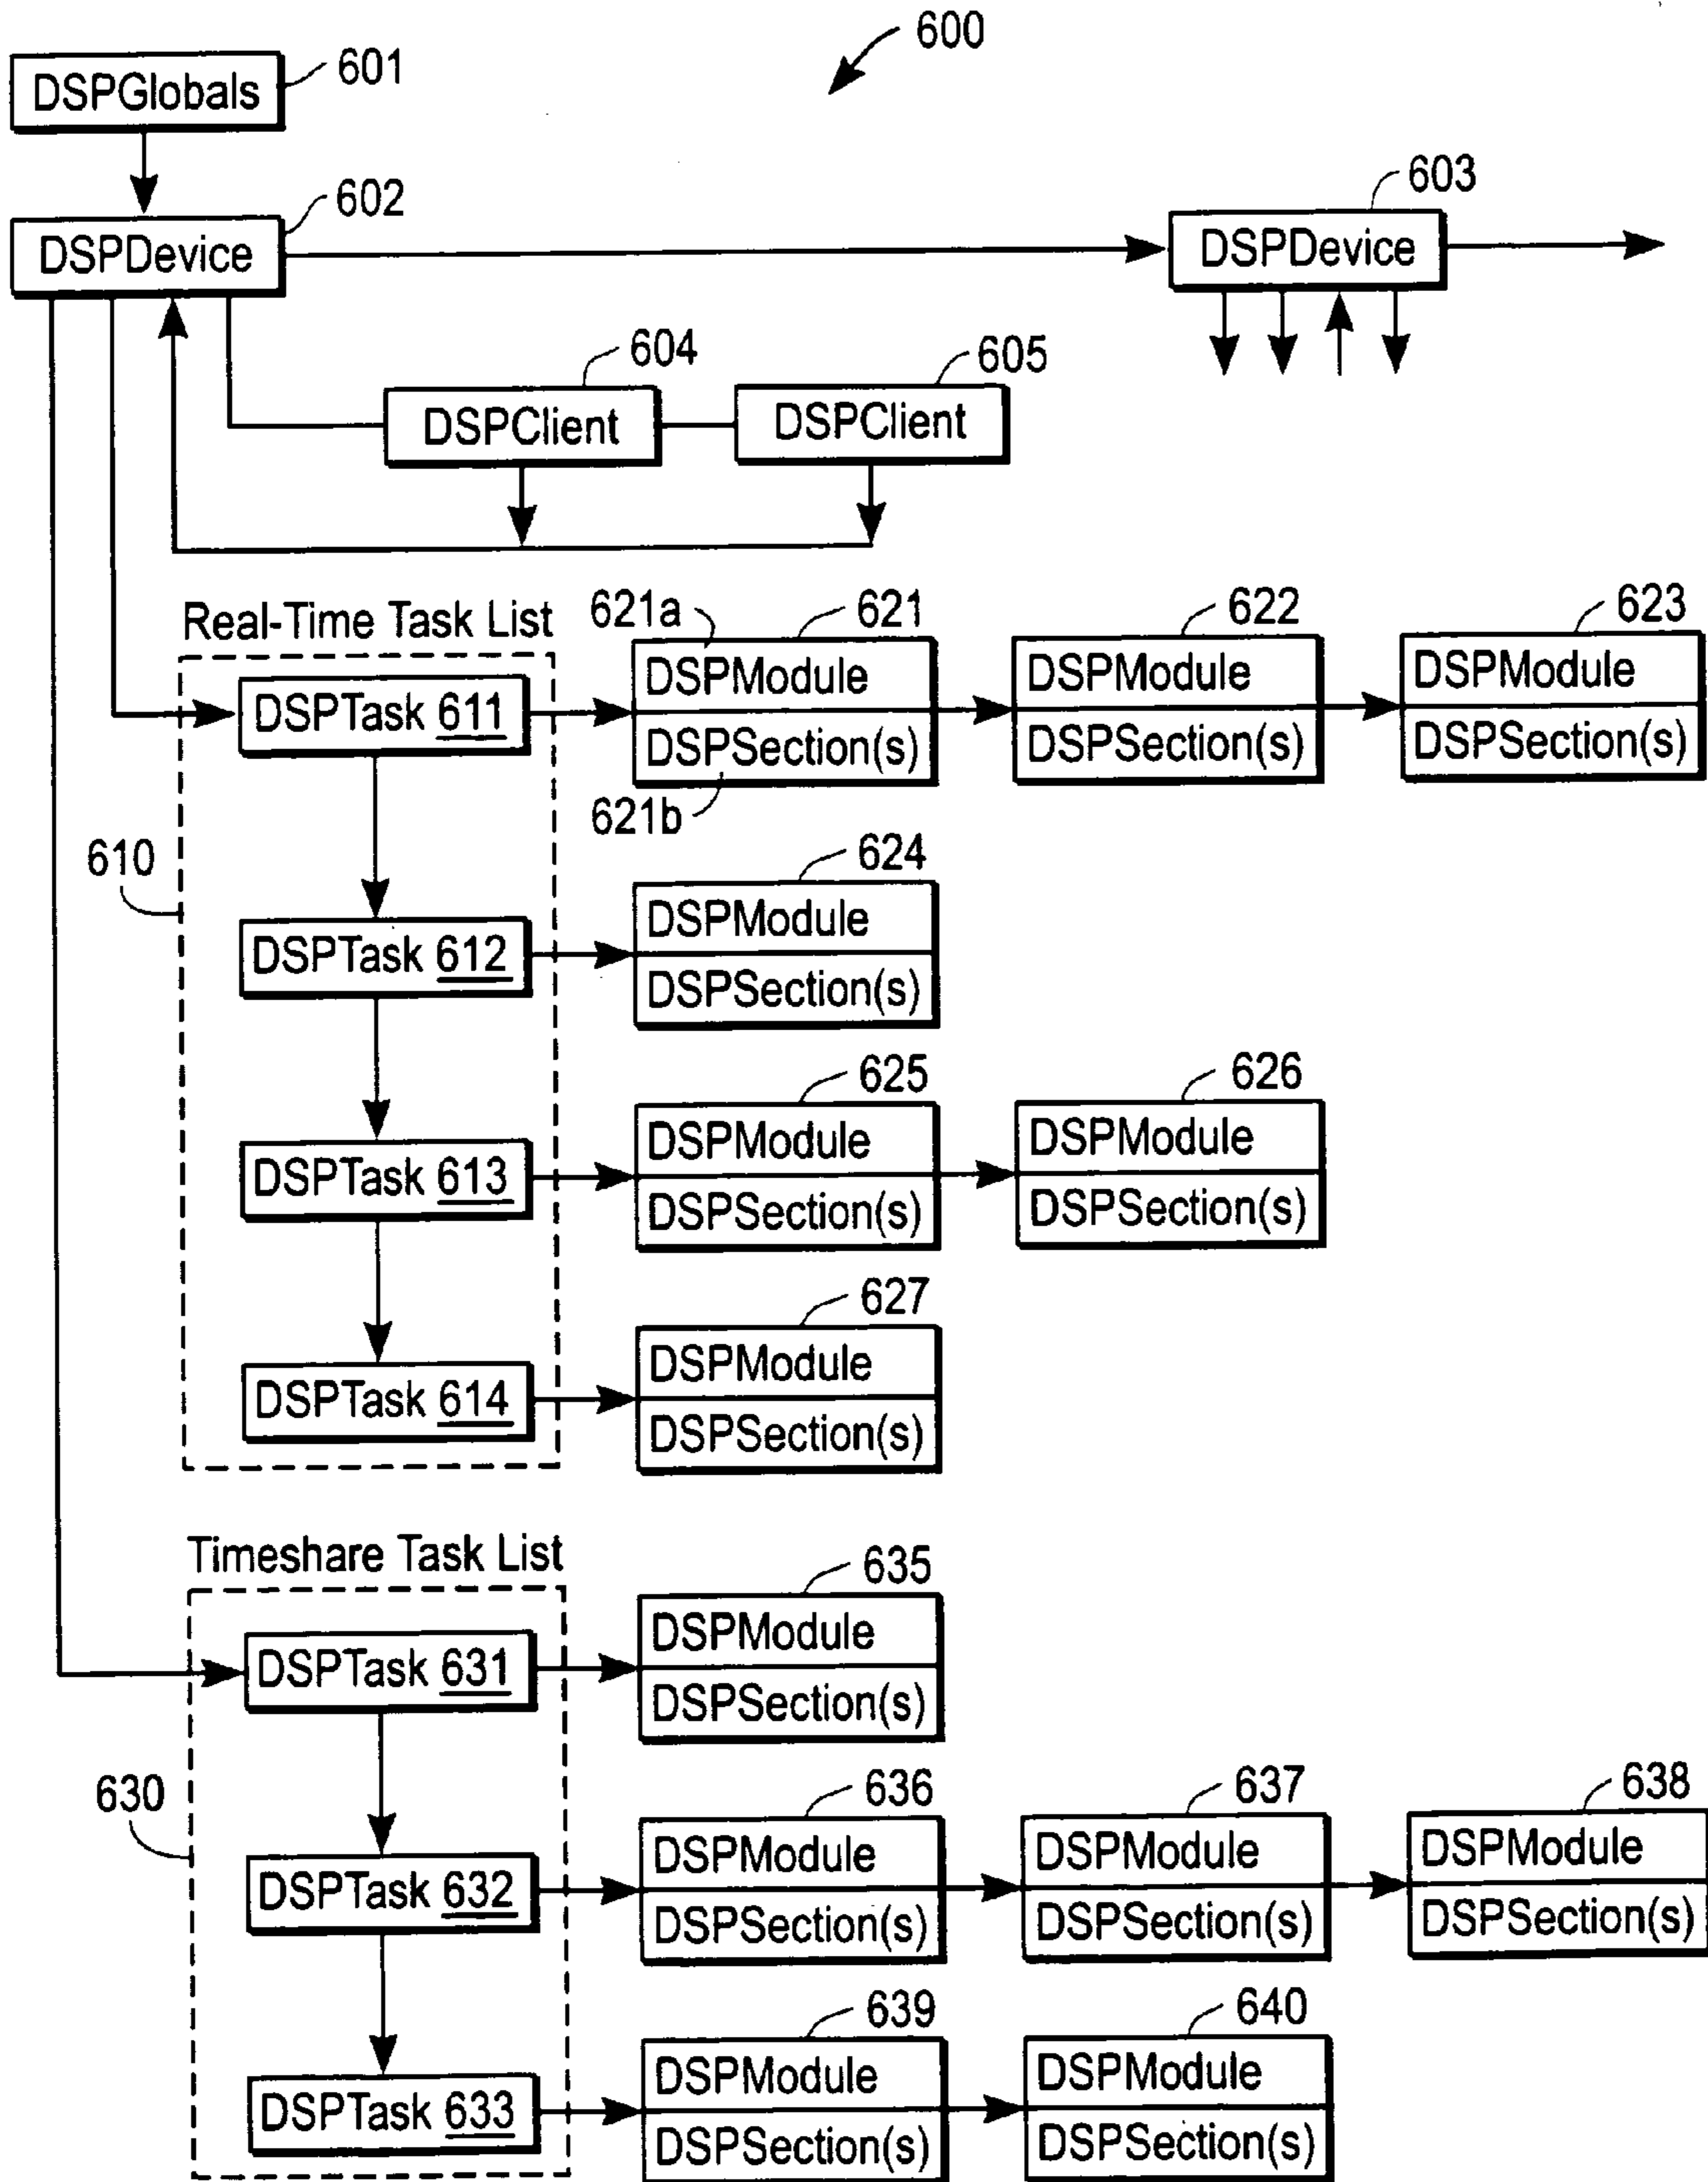 600
DSPGlobals
601
DSPDevice
602
DSPDevice
603
DSPClient
604
DSPClient
605
Real-Time Task List
610
DSPTask 611
621a
621
DSPModule
DSPSection(s)
621b
622
DSPModule
DSPSection(s)
623
DSPModule
DSPSection(s)
DSPTask 612
624
DSPModule
DSPSection(s)
DSPTask 613
625
DSPModule
DSPSection(s)
626
DSPModule
DSPSection(s)
DSPTask 614
627
DSPModule
DSPSection(s)
Timeshare Task List
630
DSPTask 631
635
DSPModule
DSPSection(s)
DSPTask 632
636
DSPModule
DSPSection(s)
637
DSPModule
DSPSection(s)
638
DSPModule
DSPSection(s)
DSPTask 633
639
DSPModule
DSPSection(s)
640
DSPModule
DSPSection(s)